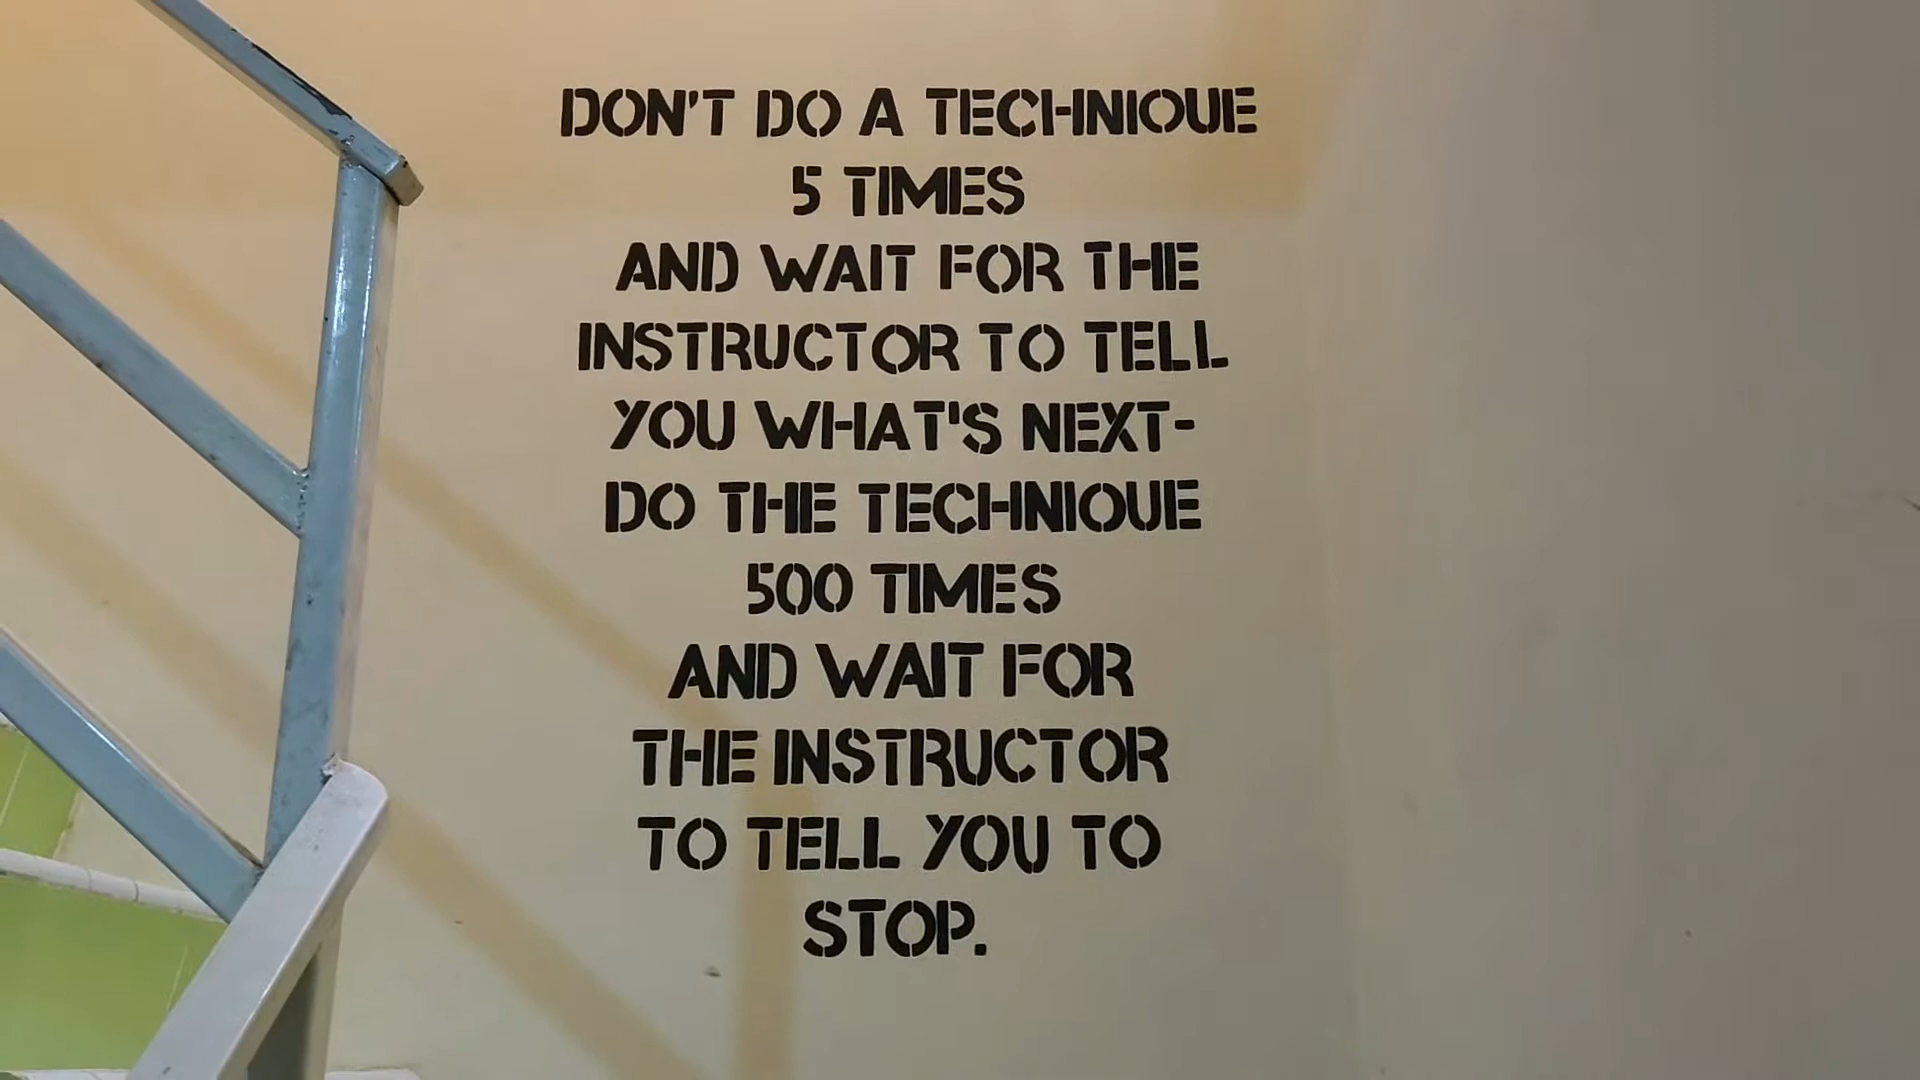 DON'T DO A TECHNIQUE
5 TIMES
AND WAIT FOR THE
INSTRUCTOR TO TELL
YOU WHAT'S NEXT-
DO THE TECHNIQUE
500 TIMES
AND WAIT FOR
THE INSTRUCTOR
TO TELL YOU TO
STOP.